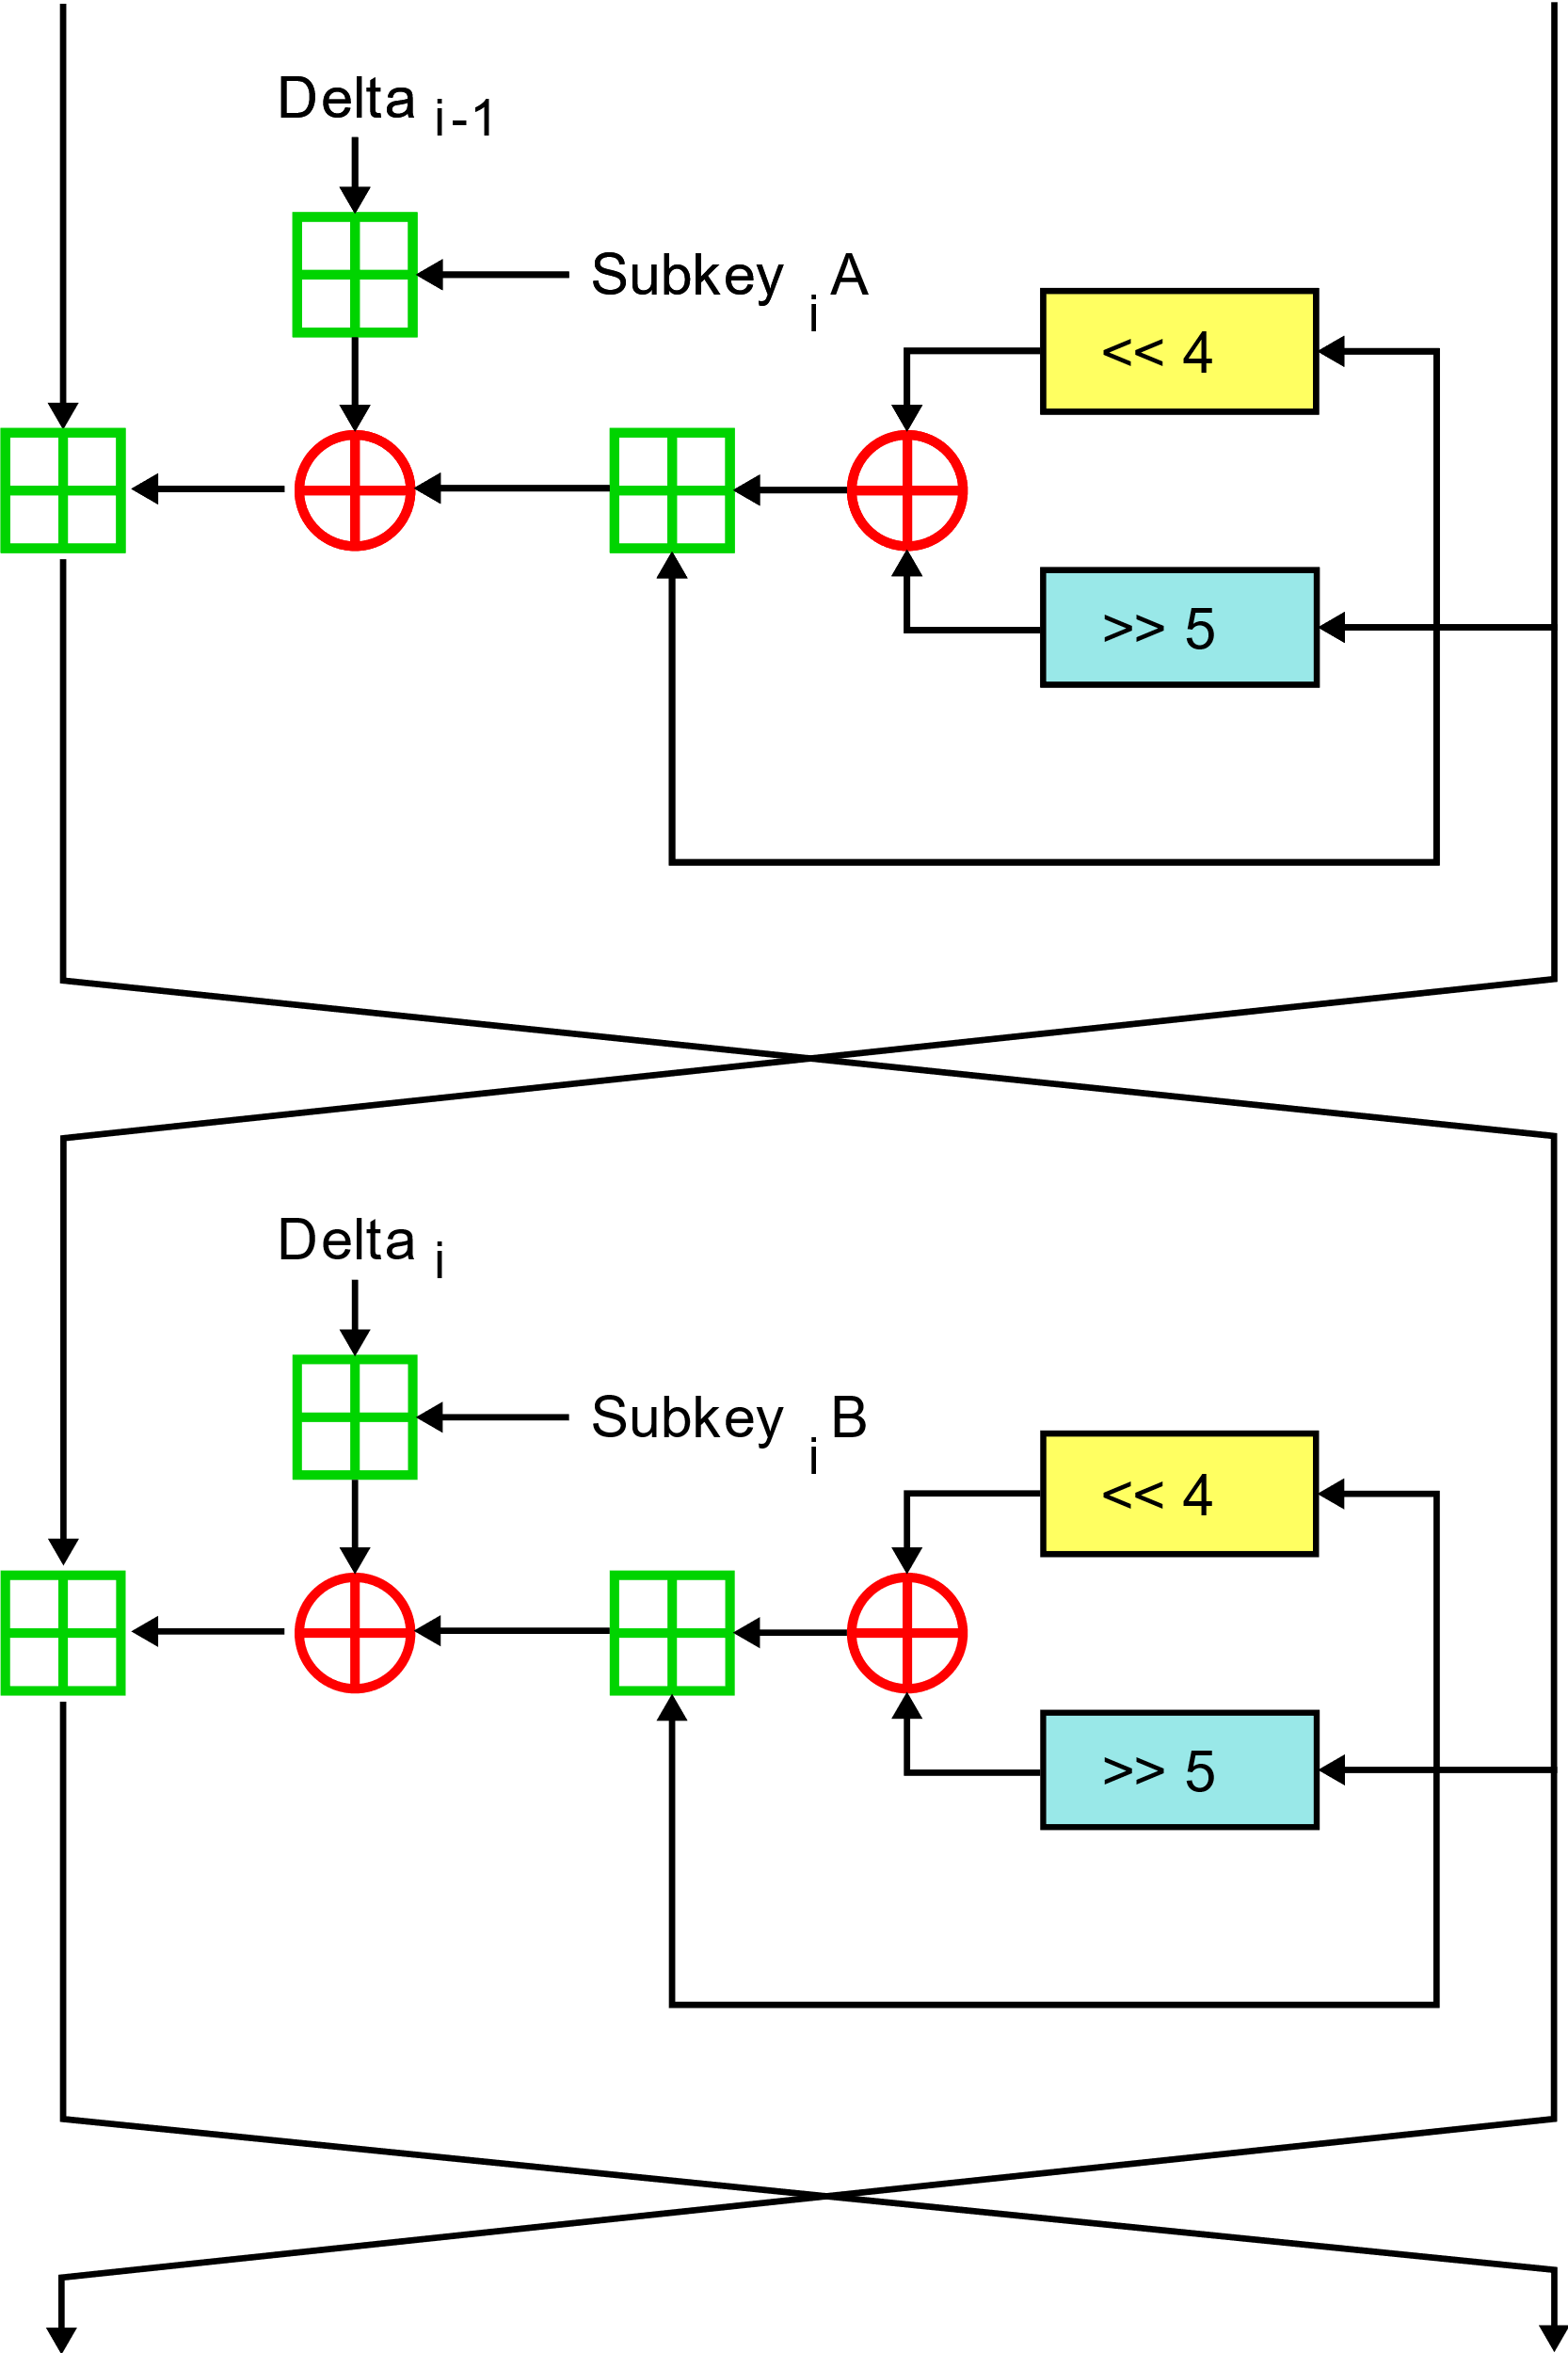 Delta i-1
Subkey i A
<< 4
>> 5
Delta i
Subkey i B
<< 4
>> 5